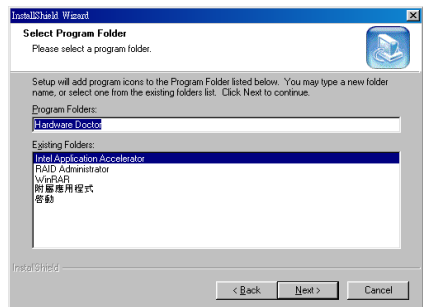 InstallShield Wizard
Select Program Folder
Please select a program folder.
Setup will add program icons to the Program Folder listed below. You may type a new folder
name, or select one from the existing folders list. Click Next to continue.
Program Folders:
Hardware Doctor
Existing Folders:
Intel Application Accelerator
RAID Administrator
WinRAR
附屬應用程式
啓動
InstallShield
< Back
Next >
Cancel